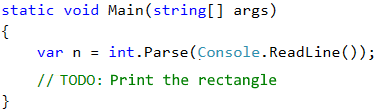 static void Main(string[] args)
{
    var n = int.Parse(Console.ReadLine());
    // TODO: Print the rectangle
}